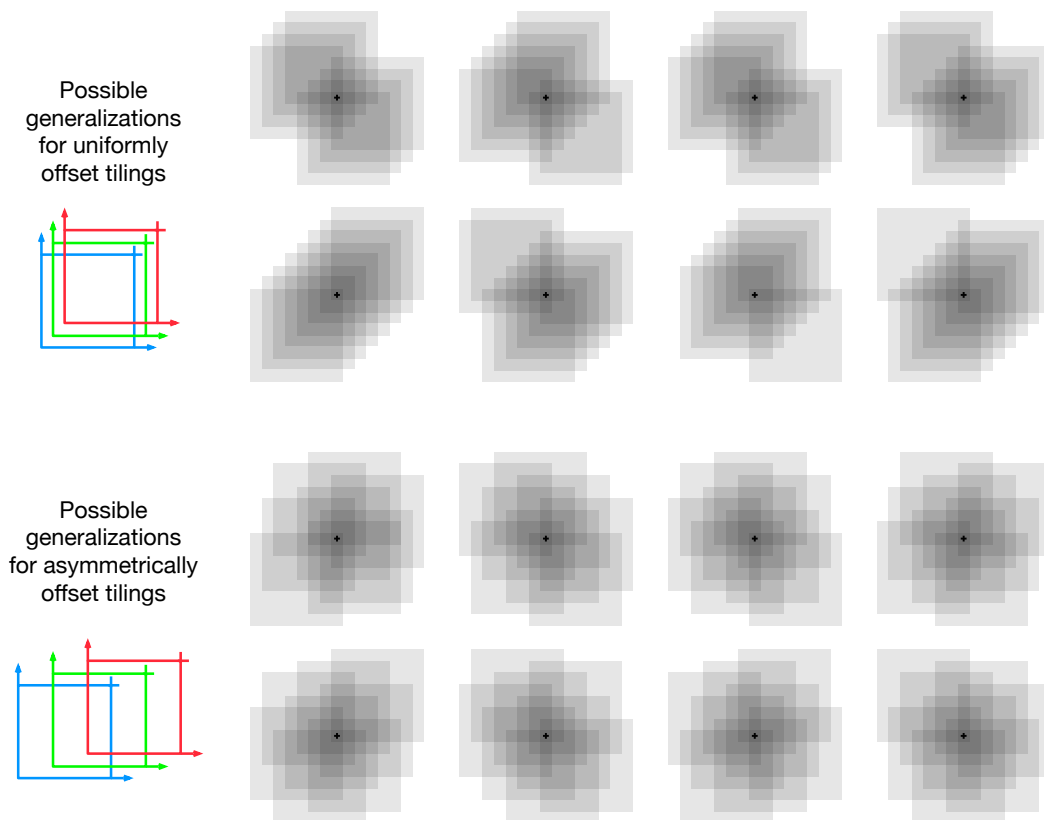 Possible
generalizations
for uniformly
offset tilings
Possible
generalizations
for asymmetrically
offset tilings